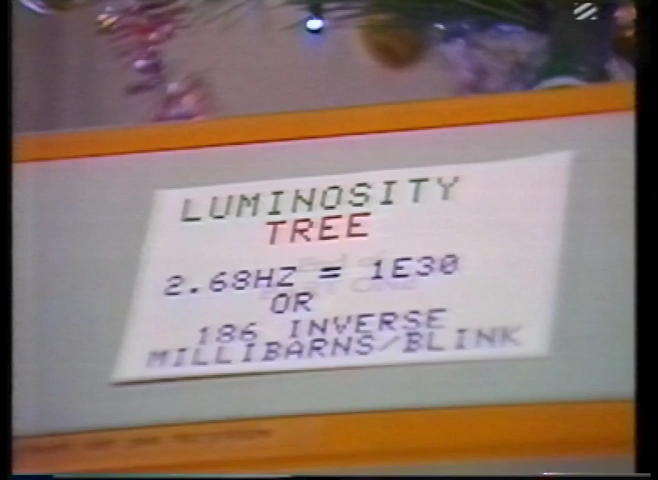 LUMINOSITY
TREE
2.68HZ = 1E30
OR
186 INVERSE
MILLIBARNS/BLINK